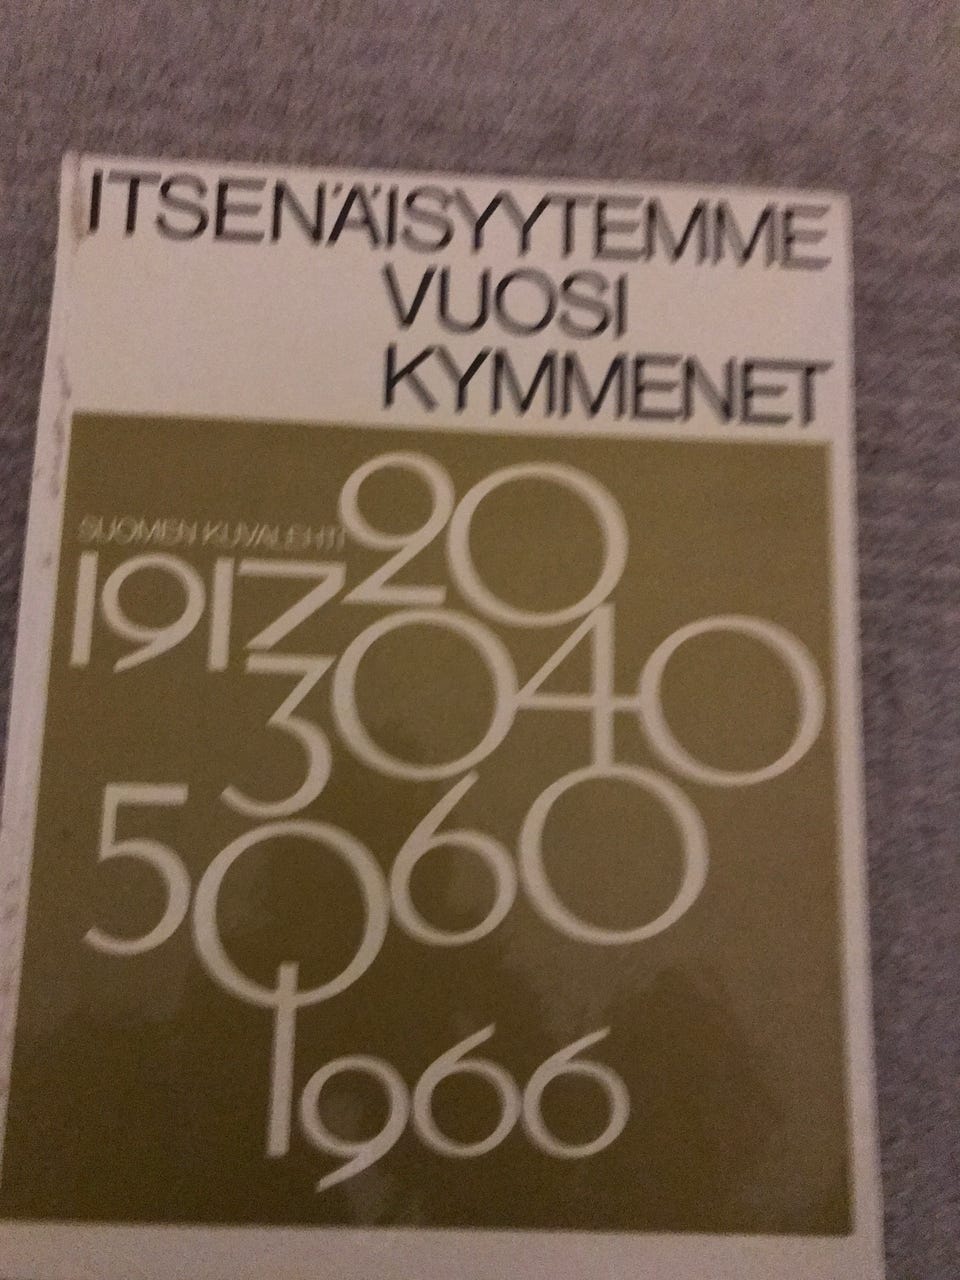 ITSENÄISYYTEMME
VUOSI
KYMMENET
20
SUOMEN KUVALEHTI
1917
30 40
50 60
1966